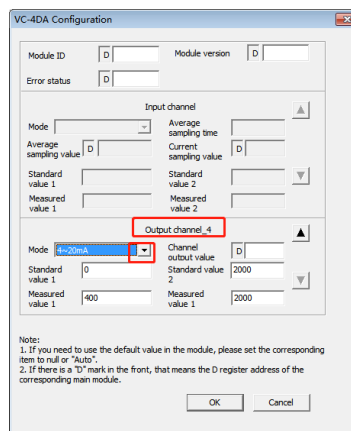 VC-4DA Configuration
Module ID D Module version D
Error status D
Input channel
Mode Average sampling time
Average sampling value D Current sampling value D
Standard value 1 Standard value 2
Measured value 1 Measured value 2
Output channel_4
Mode 4~20mA Channel output value D
Standard value 1 0 Standard value 2 2000
Measured value 1 400 Measured value 1 2000
Note:
1. If you need to use the default value in the module, please set the corresponding
item to null or "Auto".
2. If there is a "D" mark in the front, that means the D register address of the
corresponding main module.
OK Cancel